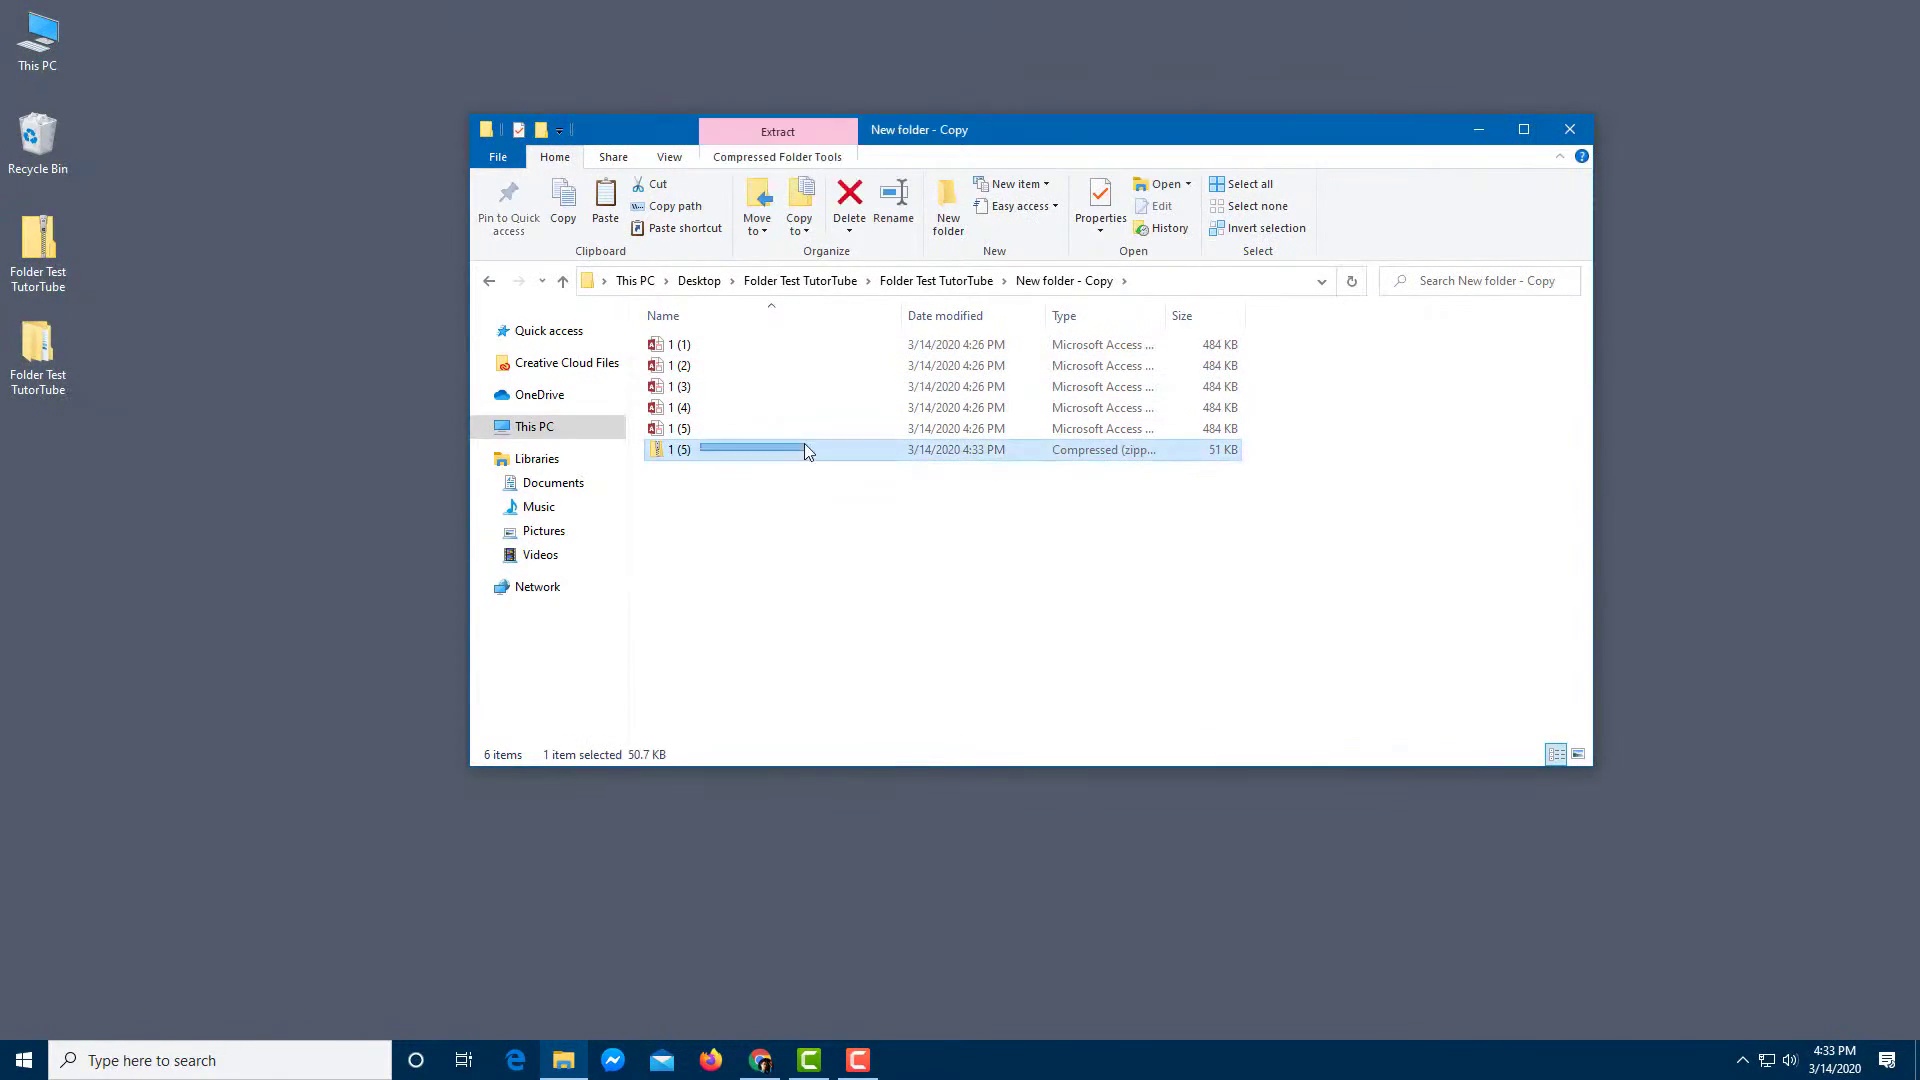 This PC
Recycle Bin
Folder Test
TutorTube
Folder Test
TutorTube
Extract
New folder - Copy
File
Home
Share
View
Compressed Folder Tools
Pin to Quick
access
Copy
Paste
Cut
Copy path
Paste shortcut
Clipboard
Move
to
Copy
to
Delete
Rename
Organize
New
folder
New item
Easy access
New
Properties
Open
Edit
History
Open
Select all
Select none
Invert selection
Select
This PC > Desktop > Folder Test TutorTube > Folder Test TutorTube > New folder - Copy >
Search New folder - Copy
Quick access
Creative Cloud Files
OneDrive
This PC
Libraries
Documents
Music
Pictures
Videos
Network
Name Date modified Type Size
1 (1) 3/14/2020 4:26 PM Microsoft Access ... 484 KB
1 (2) 3/14/2020 4:26 PM Microsoft Access ... 484 KB
1 (3) 3/14/2020 4:26 PM Microsoft Access ... 484 KB
1 (4) 3/14/2020 4:26 PM Microsoft Access ... 484 KB
1 (5) 3/14/2020 4:26 PM Microsoft Access ... 484 KB
1 (5) 3/14/2020 4:33 PM Compressed (zipp... 51 KB
6 items 1 item selected 50.7 KB
Type here to search
4:33 PM
3/14/2020